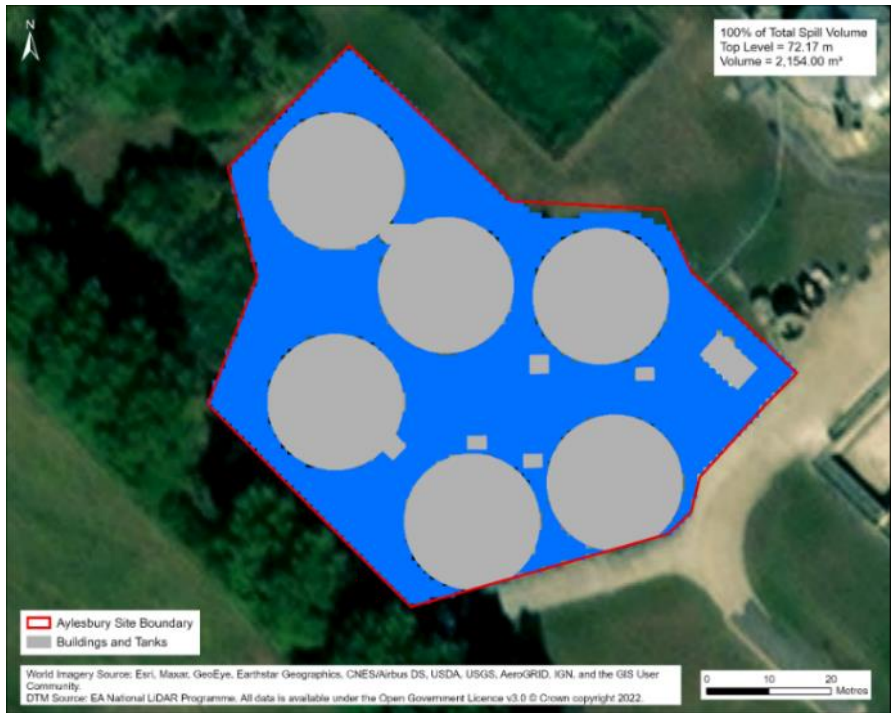 N
100% of Total Spill Volume
Top Level = 72.17 m
Volume = 2,154.00 m³
Aylesbury Site Boundary
Buildings and Tanks
World Imagery Source: Esri, Maxar, GeoEye, Earthstar Geographics, CNES/Airbus DS, USDA, USGS, AeroGRID, IGN, and the GIS User
Community.
DTM Source: EA National LiDAR Programme. All data is available under the Open Government Licence v3.0 © Crown copyright 2022.
0 10 20
Metres